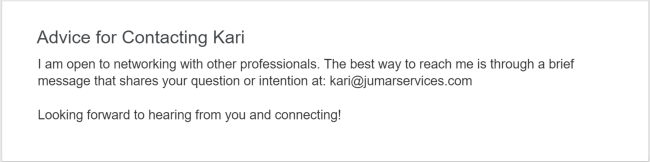 Advice for Contacting Kari
I am open to networking with other professionals. The best way to reach me is through a brief
message that shares your question or intention at: kari@jumarservices.com
Looking forward to hearing from you and connecting!